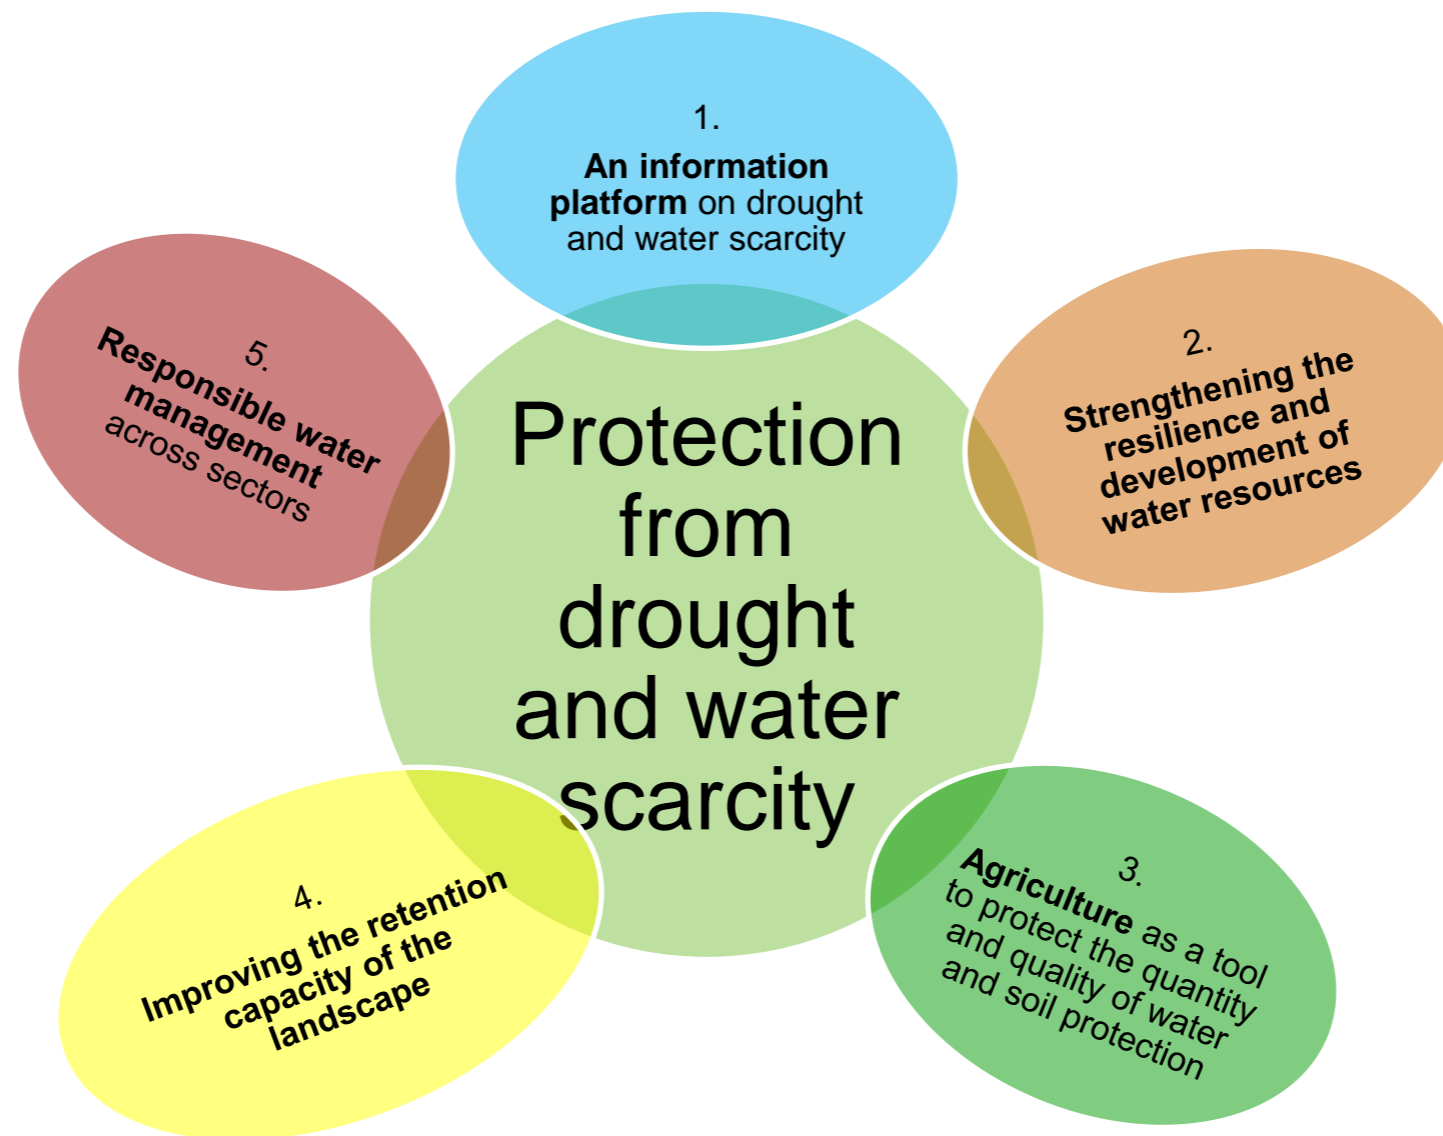 1.
An information
platform on drought
and water scarcity
2.
Strengthening the
resilience and
development of
water resources
3.
Agriculture as a tool
to protect the quantity
and quality of water
and soil protection
4.
Improving the retention
capacity of the
landscape
5.
Responsible water
management
across sectors
Protection
from
drought
and water
scarcity